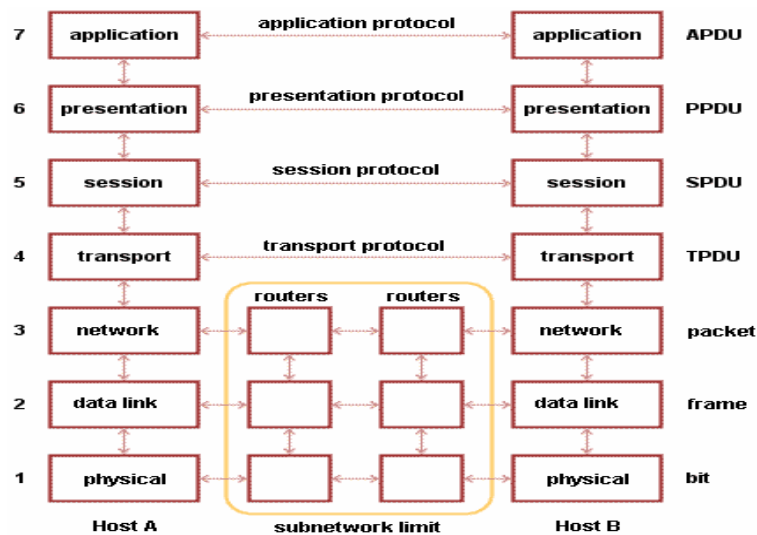 7 application application protocol application APDU
6 presentation presentation protocol presentation PPDU
5 session session protocol session SPDU
4 transport transport protocol transport TPDU
routers routers
3 network network packet
2 data link data link frame
1 physical physical bit
Host A subnetwork limit Host B